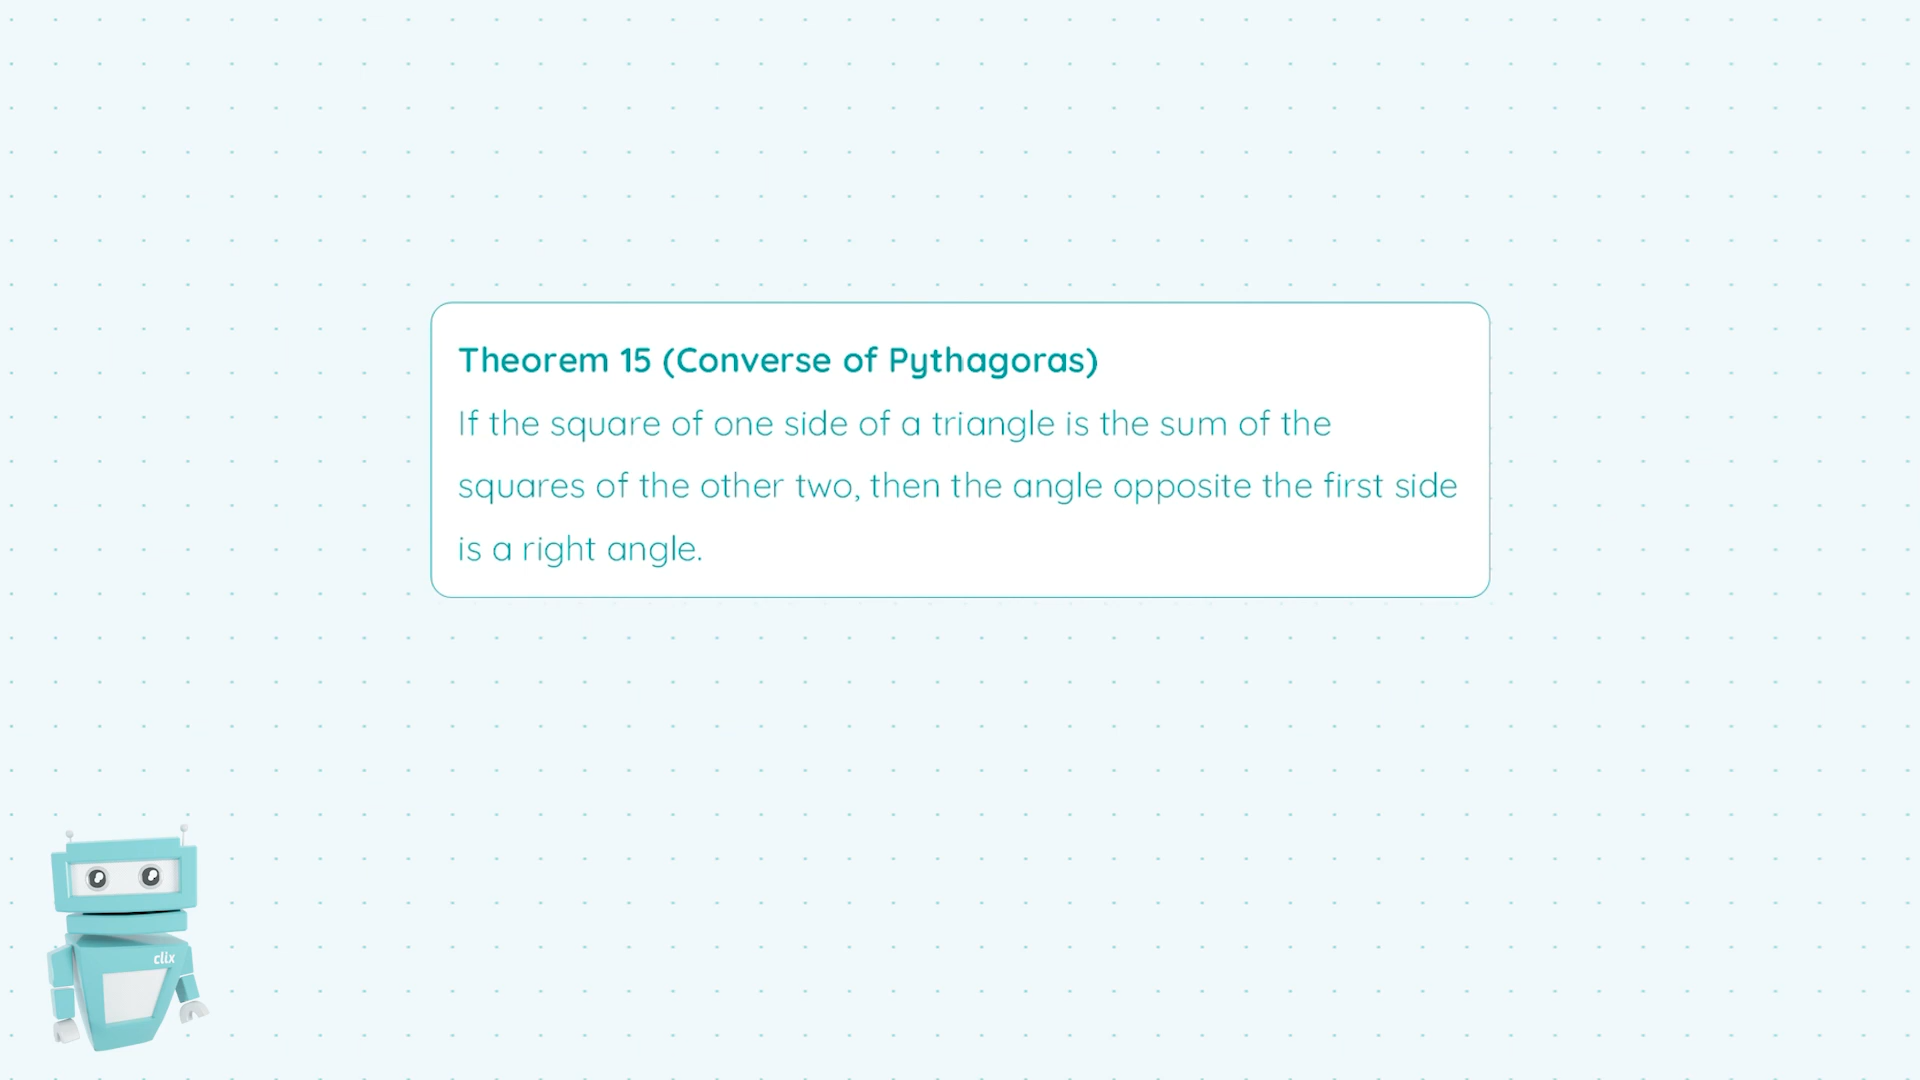 Theorem 15 (Converse of Pythagoras)
If the square of one side of a triangle is the sum of the
squares of the other two, then the angle opposite the first side
is a right angle.
clix